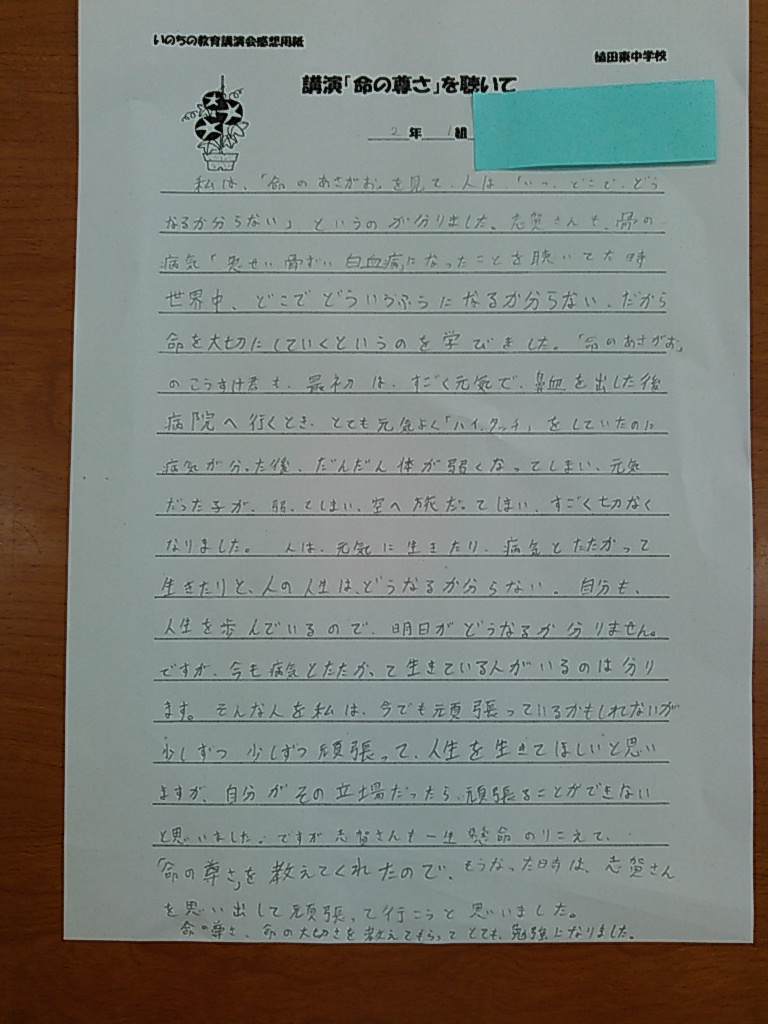 いのちの教育講演会感想用紙
植田東中学校
講演「命の尊さ」を聴いて
2 年 1 組
私は、「命のあさがお」を見て、人は、「いつ、どこで、どう
なるか分らない」というのが分りました。志賀さんも、骨の
病気「急せい骨ずい白血病」になったことを聴いてた時
世界中、どこでどういうふうになるか分らない、だから
命を大切にしていくというのを学びました。「命のあさがお」
のこうすけ君も、最初は、すごく元気で、鼻血を出した後
病院へ行くとき、とても元気よく「ハイタッチ」をしていたのに
病気が分った後、だんだん体が弱くなってしまい、元気
だった子が、弱ってしまい、空へ旅だってしまい、すごく切なく
なりました。 人は、元気に生きたり、病気とたたかって
生きたりと、人の人生は、どうなるか分らない。自分も、
人生を歩んでいるので、明日がどうなるか分りません。
ですが、今も病気とたたかって生きている人がいるのは分り
ます。そんな人を私は、今でも頑張っているかもしれないが
少しずつ少しずつ頑張って、人生を生きてほしいと思い
ますが、自分がその立場だったら、頑張ることができない
と思いました。ですが志賀さんも一生懸命のりこえて、
「命の尊さ」を教えてくれたので、もうなった時は、志賀さん
を思い出して頑張って行こうと思いました。
命の尊さ、命の大切さを教えてもらってとても、勉強になりました。